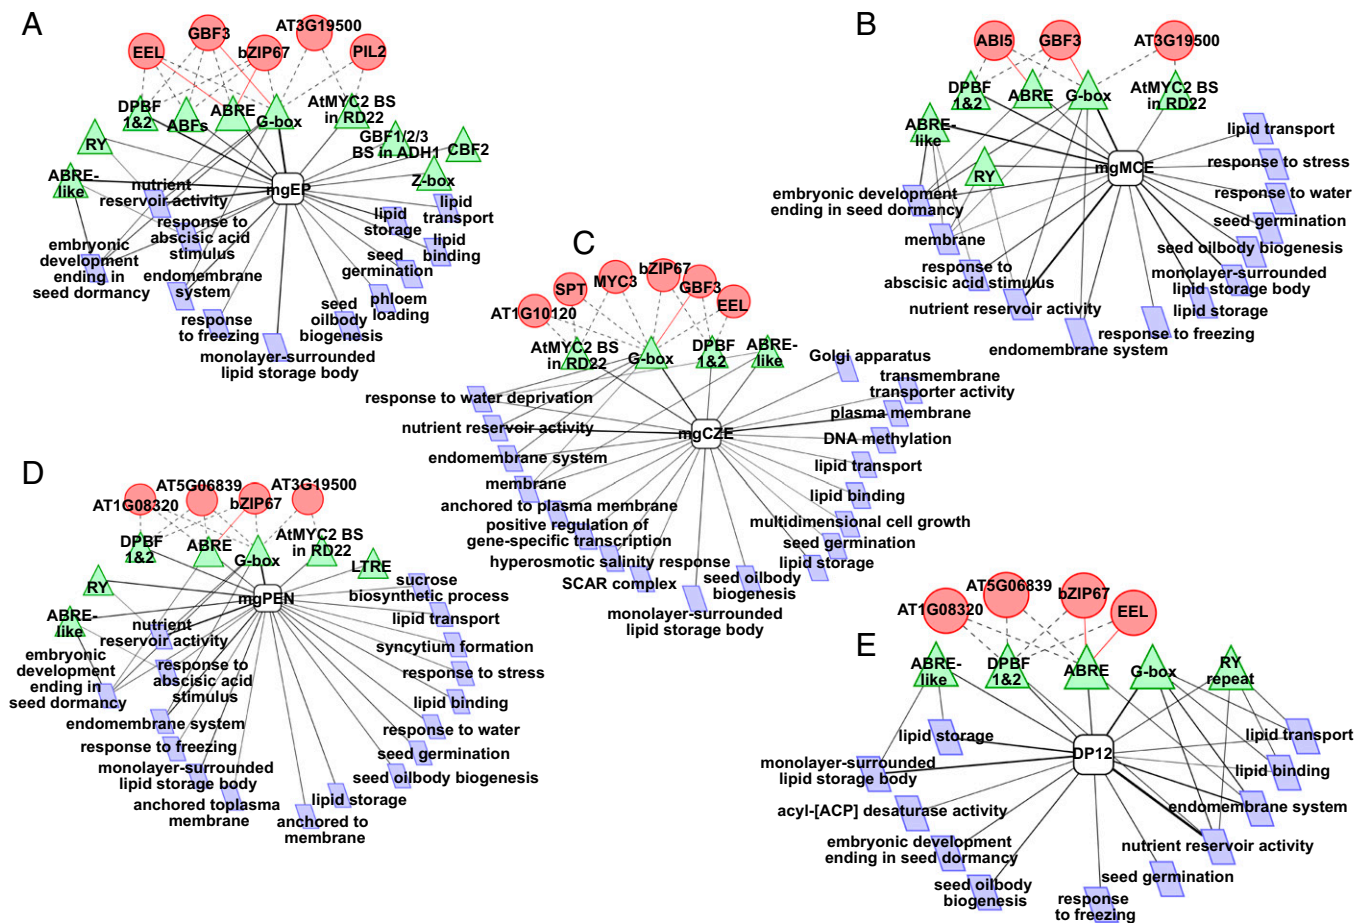 A
EEL
GBF3
bZIP67
AT3G19500
PIL2
DPBF
1&2
ABFs
ABRE
G-box
AtMYC2 BS
in RD22
GBF1/2/3
BS in ADH1
CBF2
Z-box
RY
ABRE-
like
mgEP
nutrient
reservoir activity
response to
abscisic acid
stimulus
embryonic
development
ending in
seed dormancy
endomembrane
system
response
to freezing
monolayer-surrounded
lipid storage body
seed
oilbody
biogenesis
phloem
loading
seed
germination
lipid
storage
lipid
binding
lipid
transport
B
ABI5
GBF3
AT3G19500
DPBF
1&2
ABRE
G-box
AtMYC2 BS
in RD22
ABRE-
like
RY
mgMCE
lipid transport
response to stress
response to water
seed germination
seed oilbody biogenesis
monolayer-surrounded
lipid storage body
lipid storage
response to freezing
endomembrane system
nutrient reservoir activity
response to
abscisic acid stimulus
membrane
embryonic development
ending in seed dormancy
C
AT1G10120
SPT
MYC3
bZIP67
GBF3
EEL
AtMYC2 BS
in RD22
G-box
DPBF
1&2
ABRE-
like
mgCZE
Golgi apparatus
transmembrane
transporter activity
plasma membrane
DNA methylation
lipid transport
lipid binding
multidimensional cell growth
seed germination
lipid storage
seed oilbody
biogenesis
monolayer-surrounded
lipid storage body
SCAR complex
hyperosmotic salinity response
positive regulation of
gene-specific transcription
anchored to plasma membrane
membrane
endomembrane system
nutrient reservoir activity
response to water deprivation
D
AT1G08320
AT5G06839
bZIP67
AT3G19500
DPBF
1&2
ABRE
G-box
AtMYC2 BS
in RD22
LTRE
RY
ABRE-
like
mgPEN
nutrient
reservoir activity
response to
abscisic acid
stimulus
embryonic
development
ending in
seed dormancy
endomembrane system
response to freezing
monolayer-surrounded
lipid storage body
anchored toplasma
membrane
anchored to
membrane
lipid storage
seed oilbody biogenesis
seed germination
response to water
lipid binding
response to stress
syncytium formation
lipid transport
sucrose
biosynthetic process
E
AT1G08320
AT5G06839
bZIP67
EEL
ABRE-
like
DPBF
1&2
ABRE
G-box
RY
repeat
DP12
lipid storage
monolayer-surrounded
lipid storage body
acyl-[ACP] desaturase activity
embryonic development
ending in seed dormancy
seed oilbody
biogenesis
response
to freezing
seed germination
nutrient reservoir activity
endomembrane system
lipid binding
lipid transport